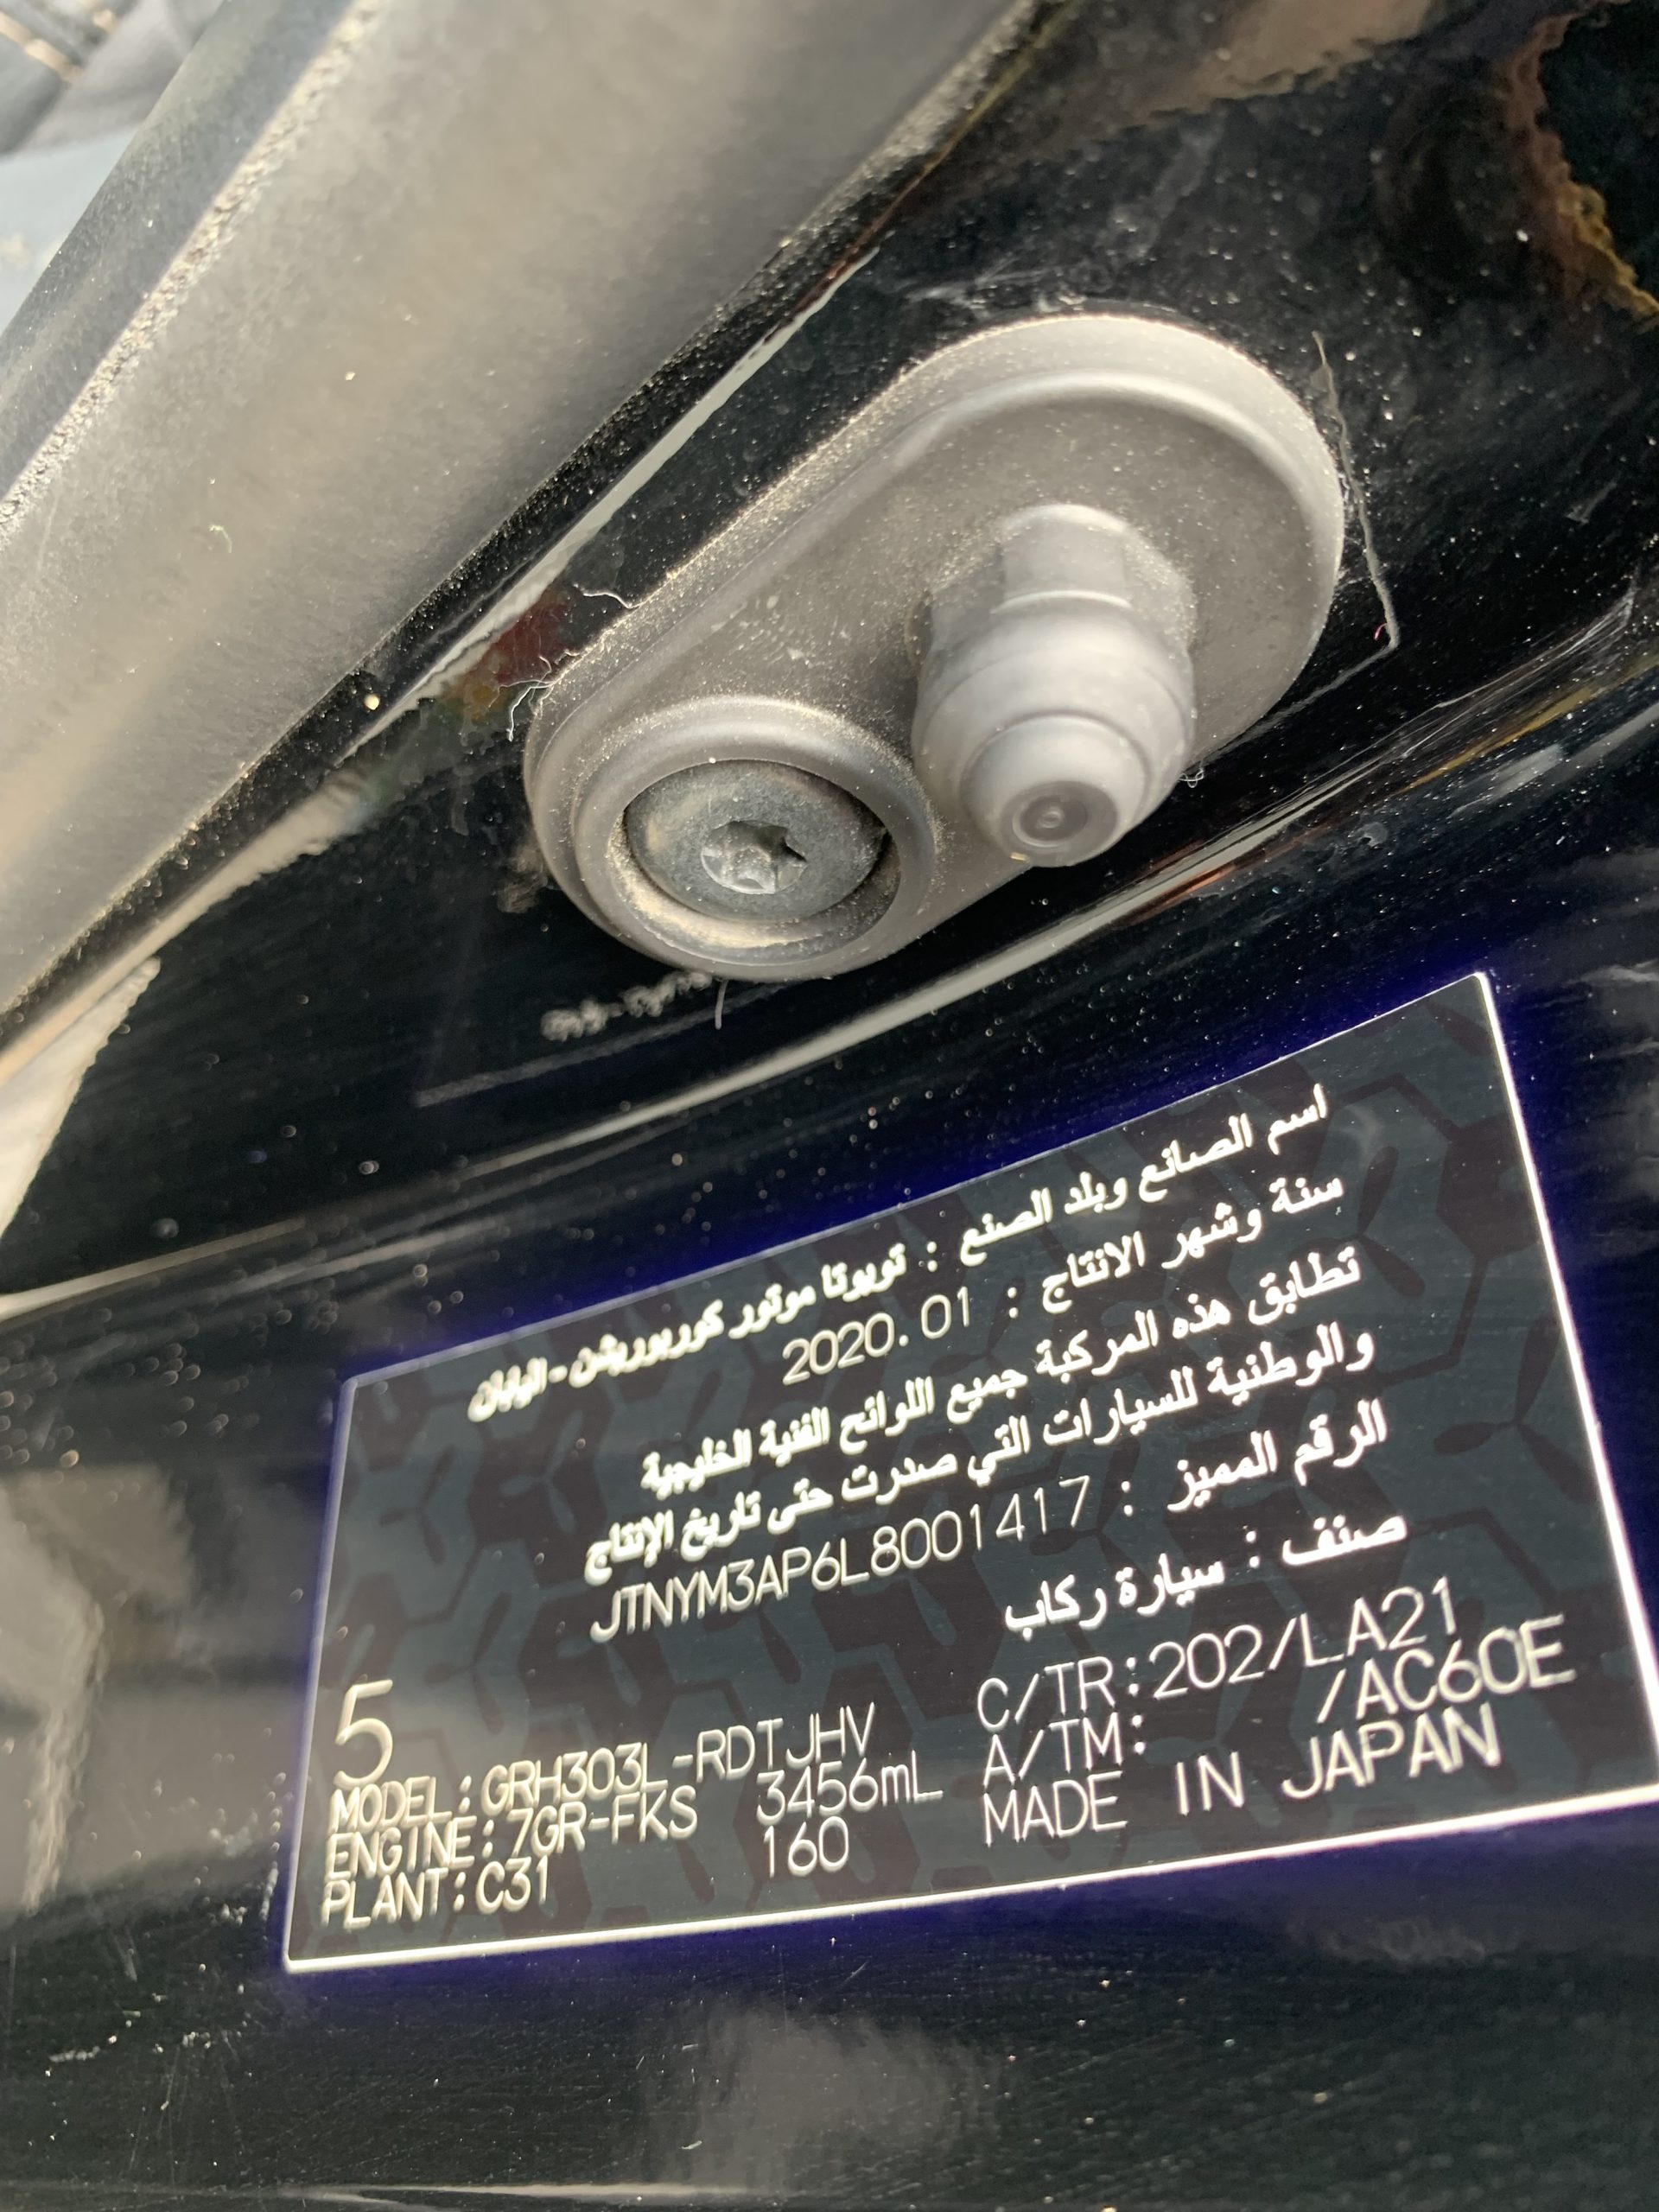 اسم الصانع وبلد الصنع : تويوتا موتور كوربوريشن - اليابان
سنة وشهر الانتاج : 2020.01
تطابق هذه المركبة جميع اللوائح الفنية الخليجية
والوطنية للسيارات التي صدرت حتى تاريخ الإنتاج
الرقم المميز : JTNYM3AP6L8001417
صنف : سيارة ركاب
5 C/TR:202/LA21
MODEL:GRH303L-RDTJHV A/TM: /AC60E
ENGINE:7GR-FKS 3456mL MADE IN JAPAN
PLANT:C31 160